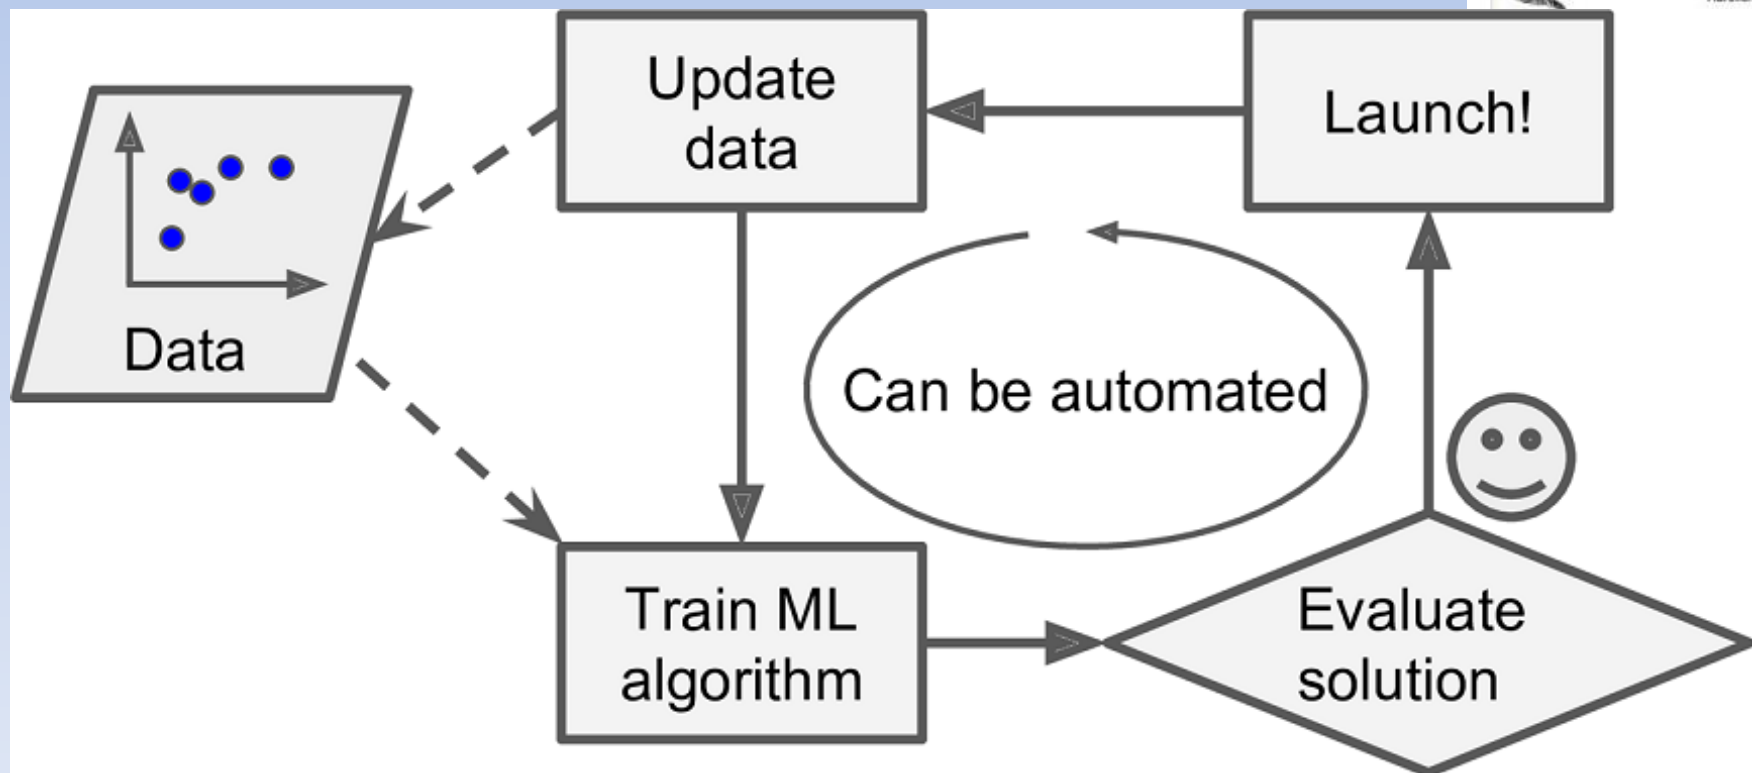 Update
data
Launch!
Data
Can be automated
Train ML
algorithm
Evaluate
solution